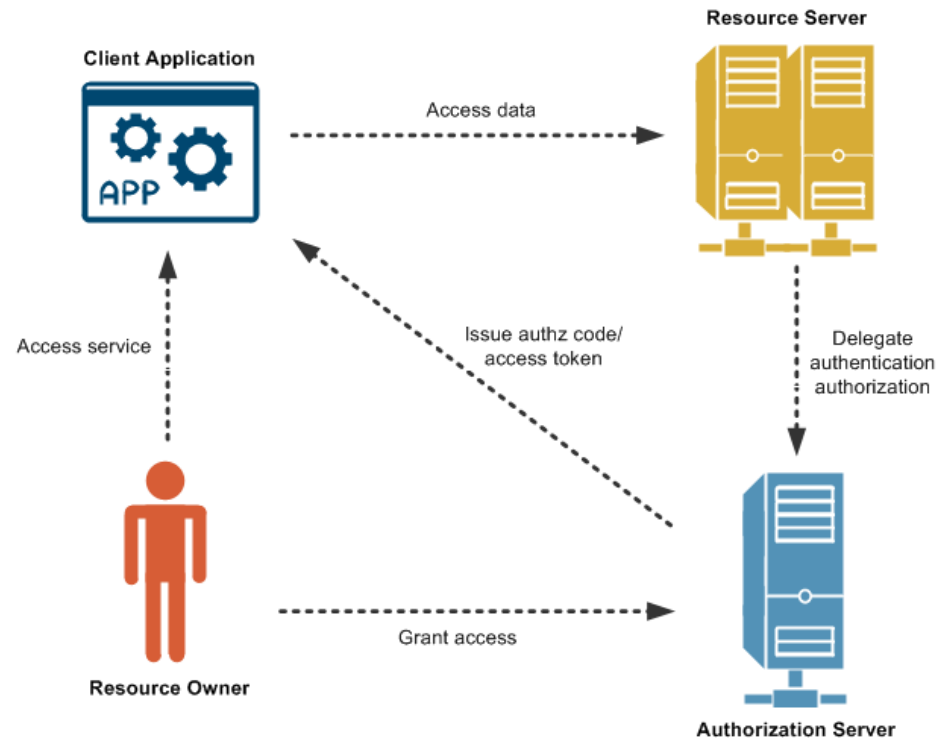 Resource Server
Client Application
Access data
APP
Issue authz code/
access token
Access service
Delegate
authentication
authorization
Grant access
Resource Owner
Authorization Server